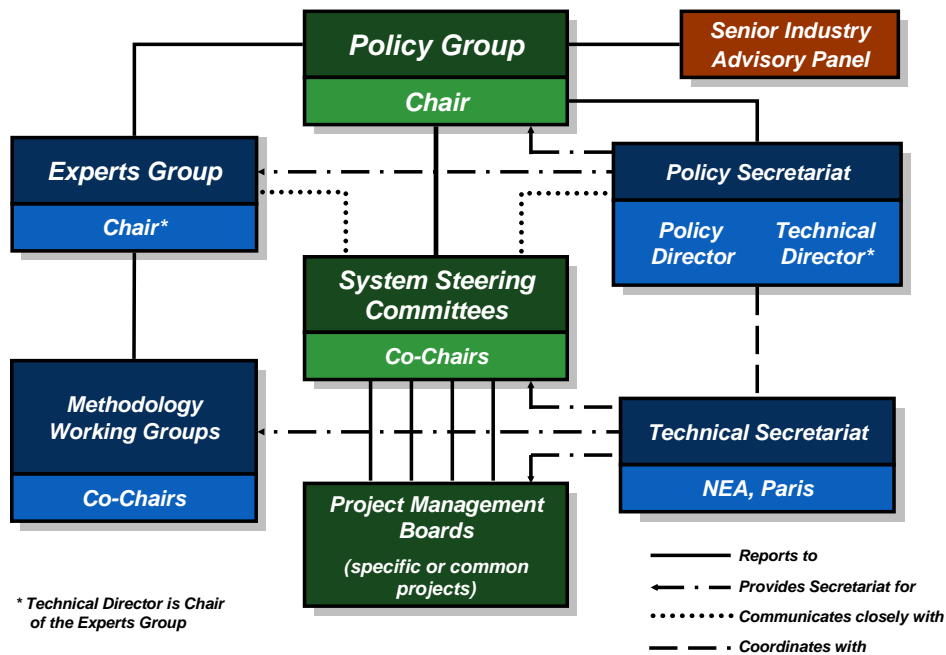 Policy Group
Chair
Senior Industry
Advisory Panel
Experts Group
Chair*
Policy Secretariat
Policy
Director
Technical
Director*
System Steering
Committees
Co-Chairs
Methodology
Working Groups
Co-Chairs
Technical Secretariat
NEA, Paris
Project Management
Boards
(specific or common
projects)
* Technical Director is Chair
of the Experts Group
Reports to
Provides Secretariat for
Communicates closely with
Coordinates with